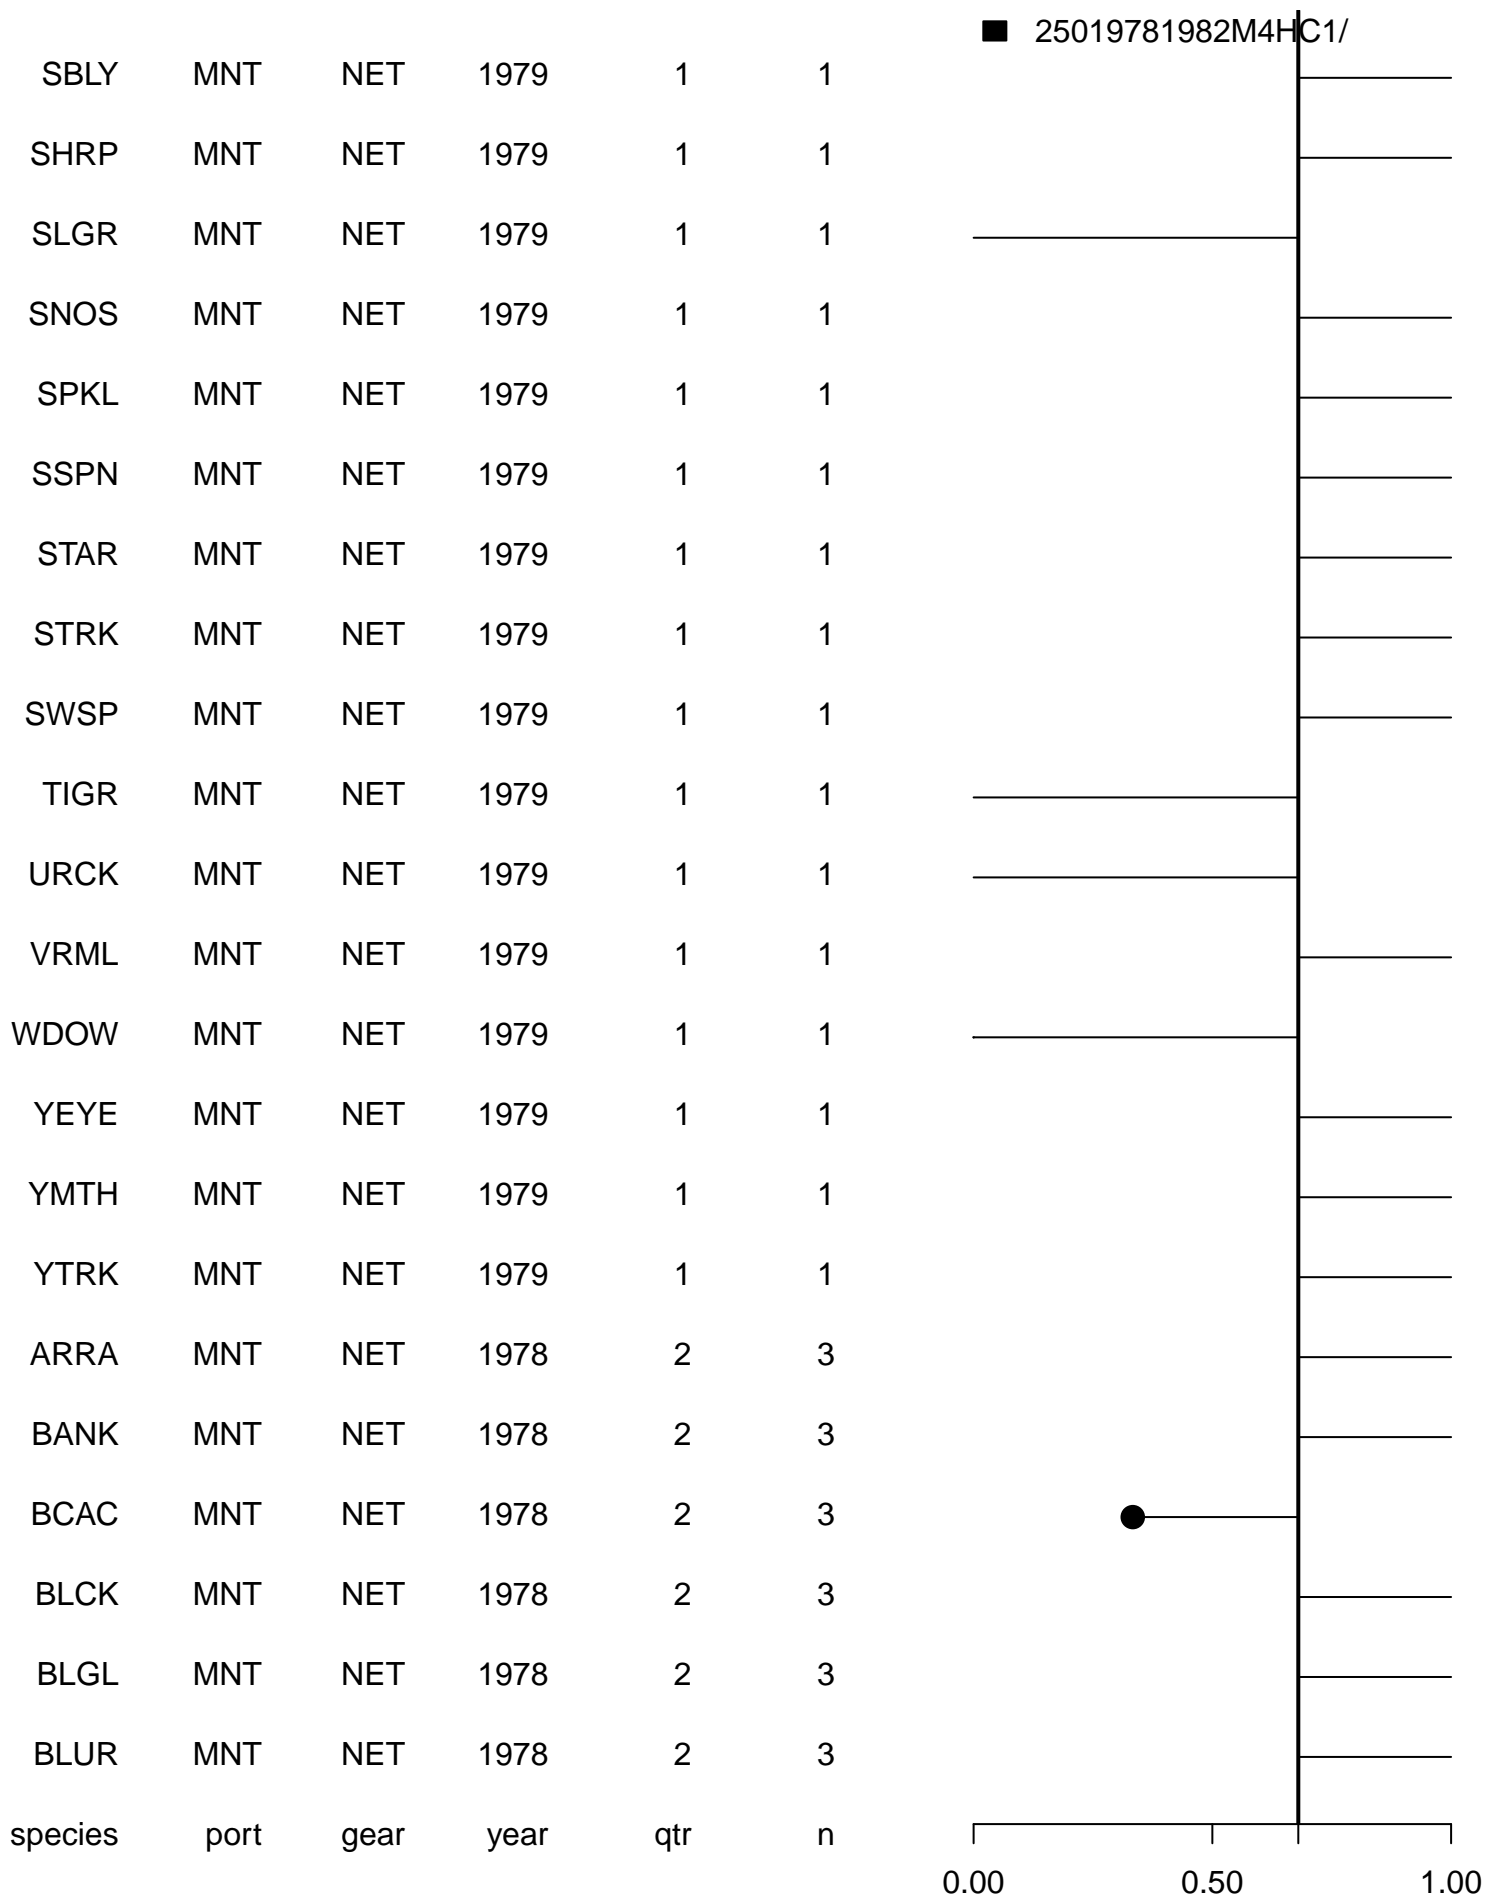 25019781982M4HC1/
SBLY MNT NET 1979 1 1
SHRP MNT NET 1979 1 1
SLGR MNT NET 1979 1 1
SNOS MNT NET 1979 1 1
SPKL MNT NET 1979 1 1
SSPN MNT NET 1979 1 1
STAR MNT NET 1979 1 1
STRK MNT NET 1979 1 1
SWSP MNT NET 1979 1 1
TIGR MNT NET 1979 1 1
URCK MNT NET 1979 1 1
VRML MNT NET 1979 1 1
WDOW MNT NET 1979 1 1
YEYE MNT NET 1979 1 1
YMTH MNT NET 1979 1 1
YTRK MNT NET 1979 1 1
ARRA MNT NET 1978 2 3
BANK MNT NET 1978 2 3
BCAC MNT NET 1978 2 3
BLCK MNT NET 1978 2 3
BLGL MNT NET 1978 2 3
BLUR MNT NET 1978 2 3
species port gear year qtr n
0.00 0.50 1.00